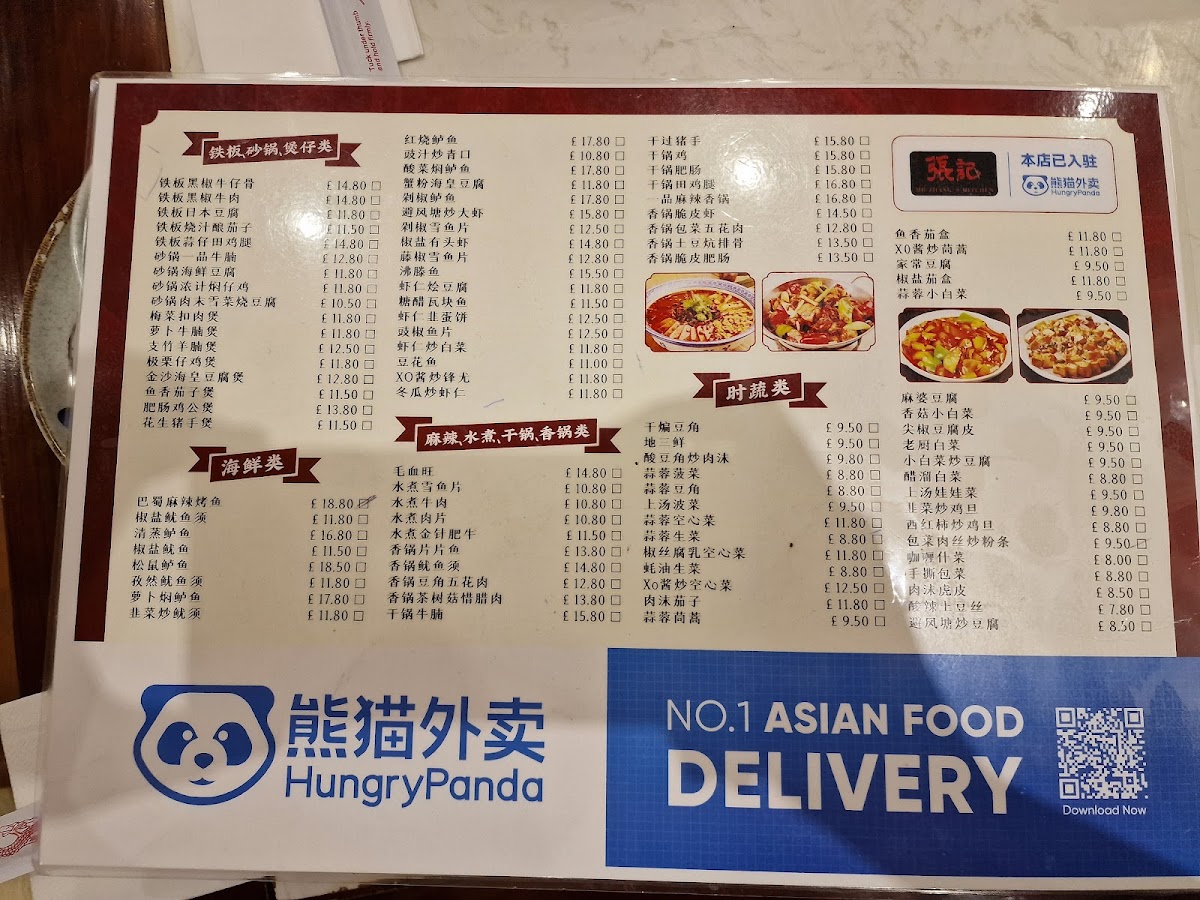 Tuck under thumb
and hold firmly.
铁板、砂锅、煲仔类
铁板黑椒牛仔骨 £ 14.80 □
铁板黑椒牛肉 £ 14.80 □
铁板日本豆腐 £ 11.80 □
铁板烧汁酿茄子 £ 11.50 □
铁板蒜仔田鸡腿 £ 14.80 □
砂锅一品牛腩 £ 12.80 □
砂锅海鲜豆腐 £ 11.80 □
砂锅浓汁焖仔鸡 £ 11.80 □
砂锅肉末雪菜烧豆腐 £ 10.50 □
梅菜扣肉煲 £ 11.80 □
萝卜牛腩煲 £ 11.80 □
支竹羊腩煲 £ 12.50 □
极栗仔鸡煲 £ 11.80 □
金沙海皇豆腐煲 £ 12.80 □
鱼香茄子煲 £ 11.50 □
肥肠鸡公煲 £ 13.80 □
花生猪手煲 £ 11.50 □
海鲜类
巴蜀麻辣烤鱼 £ 18.80 □
椒盐鱿鱼须 £ 11.80 □
清蒸鲈鱼 £ 16.80 □
椒盐鱿鱼 £ 11.50 □
松鼠鲈鱼 £ 18.50 □
孜然鱿鱼须 £ 11.80 □
萝卜焖鲈鱼 £ 17.80 □
韭菜炒鱿须 £ 11.80 □
红烧鲈鱼 £ 17.80 □
豉汁炒青口 £ 10.80 □
酸菜焖鲈鱼 £ 17.80 □
蟹粉海皇豆腐 £ 11.80 □
剁椒鲈鱼 £ 17.80 □
避风塘炒大虾 £ 15.80 □
剁椒雪鱼片 £ 12.50 □
椒盐有头虾 £ 14.80 □
藤椒雪鱼片 £ 12.80 □
沸腾鱼 £ 15.50 □
虾仁烩豆腐 £ 11.80 □
糖醋瓦块鱼 £ 11.50 □
虾仁韭蛋饼 £ 12.50 □
豉椒鱼片 £ 12.50 □
虾仁炒白菜 £ 11.80 □
豆花鱼 £ 11.00 □
XO酱炒锋尤 £ 11.80 □
冬瓜炒虾仁 £ 11.80 □
麻辣、水煮、干锅、香锅类
毛血旺 £ 14.80 □
水煮雪鱼片 £ 10.80 □
水煮牛肉 £ 10.80 □
水煮肉片 £ 10.80 □
水煮金针肥牛 £ 11.50 □
香锅片片鱼 £ 13.80 □
香锅鱿鱼须 £ 14.80 □
香锅豆角五花肉 £ 12.80 □
香锅茶树菇惜腊肉 £ 13.80 □
干锅牛腩 £ 15.80 □
干过猪手 £ 15.80 □
干锅鸡 £ 15.80 □
干锅肥肠 £ 15.80 □
干锅田鸡腿 £ 16.80 □
一品麻辣香锅 £ 16.80 □
香锅脆皮虾 £ 14.50 □
香锅包菜五花肉 £ 12.80 □
香锅土豆炕排骨 £ 13.50 □
香锅脆皮肥肠 £ 13.50 □
时蔬类
干煸豆角 £ 9.50 □
地三鲜 £ 9.50 □
酸豆角炒肉沫 £ 9.80 □
蒜蓉菠菜 £ 8.80 □
蒜蓉豆角 £ 8.80 □
上汤波菜 £ 9.50 □
蒜蓉空心菜 £ 11.80 □
蒜蓉生菜 £ 8.80 □
椒丝腐乳空心菜 £ 11.80 □
蚝油生菜 £ 8.80 □
Xo酱炒空心菜 £ 12.50 □
肉沫茄子 £ 11.80 □
蒜蓉茼蒿 £ 9.50 □
張記
本店已入驻
熊猫外卖
HungryPanda
鱼香茄盒 £ 11.80 □
XO酱炒茼蒿 £ 11.80 □
家常豆腐 £ 9.50 □
椒盐茄盒 £ 11.80 □
蒜蓉小白菜 £ 9.50 □
麻婆豆腐 £ 9.50 □
香菇小白菜 £ 9.50 □
尖椒豆腐皮 £ 9.50 □
老厨白菜 £ 9.50 □
小白菜炒豆腐 £ 9.80 □
醋溜白菜 £ 8.80 □
上汤娃娃菜 £ 9.50 □
韭菜炒鸡旦 £ 9.80 □
西红柿炒鸡旦 £ 8.80 □
包菜肉丝炒粉条 £ 9.50 □
咖喱什菜 £ 8.00 □
手撕包菜 £ 8.80 □
肉沫虎皮 £ 8.50 □
酸辣土豆丝 £ 7.80 □
避风塘炒豆腐 £ 8.50 □
熊猫外卖
HungryPanda
NO.1 ASIAN FOOD
DELIVERY
Download Now